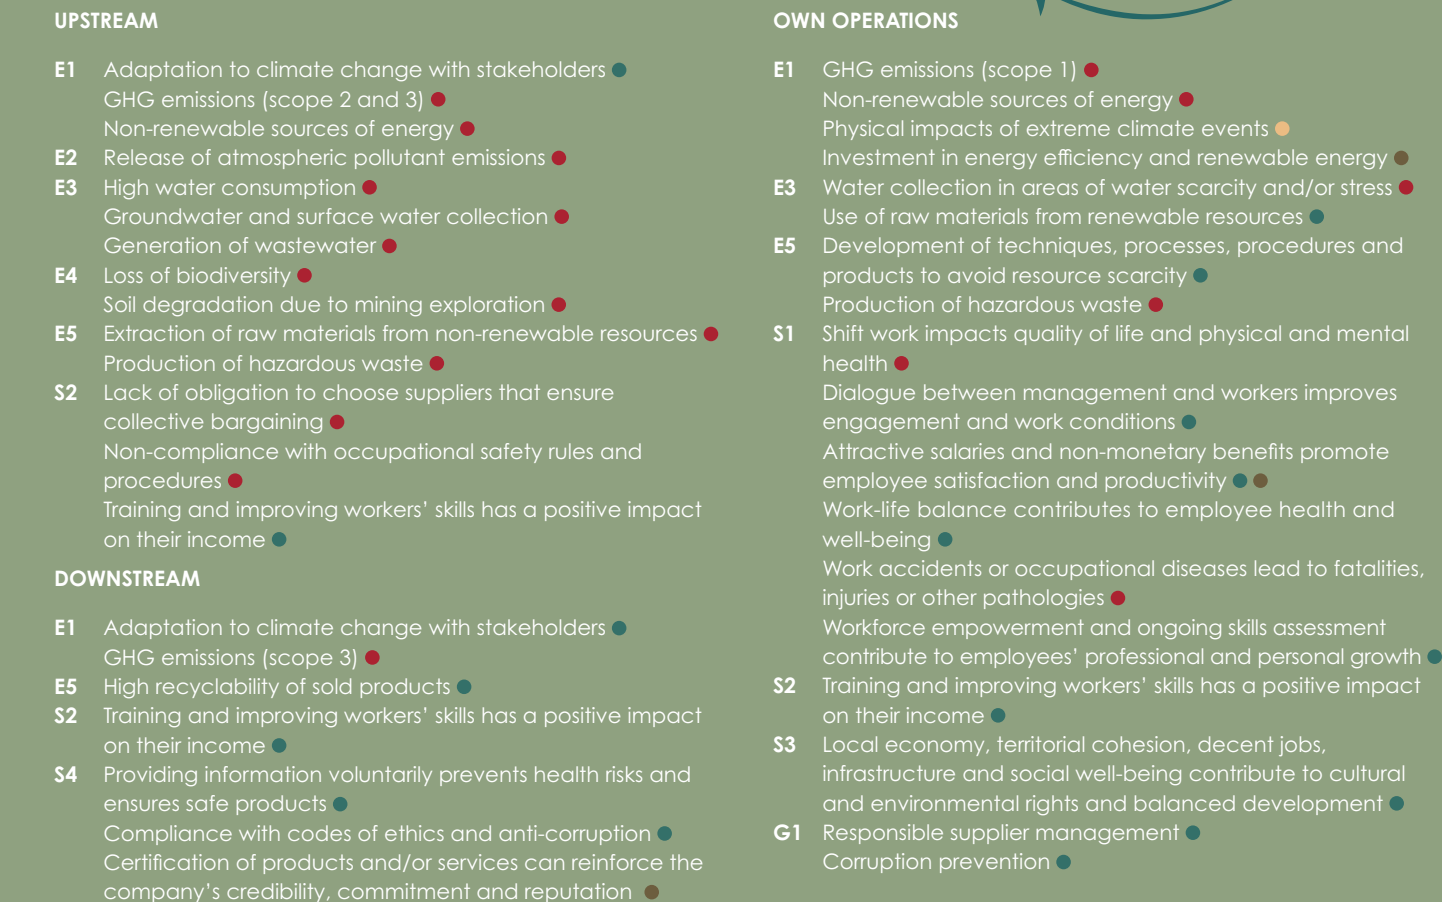 UPSTREAM
E1 Adaptation to climate change with stakeholders
GHG emissions (scope 2 and 3)
Non-renewable sources of energy
E2 Release of atmospheric pollutant emissions
E3 High water consumption
Groundwater and surface water collection
Generation of wastewater
E4 Loss of biodiversity
Soil degradation due to mining exploration
E5 Extraction of raw materials from non-renewable resources
Production of hazardous waste
S2 Lack of obligation to choose suppliers that ensure
collective bargaining
Non-compliance with occupational safety rules and
procedures
Training and improving workers’ skills has a positive impact
on their income
DOWNSTREAM
E1 Adaptation to climate change with stakeholders
GHG emissions (scope 3)
E5 High recyclability of sold products
S2 Training and improving workers’ skills has a positive impact
on their income
S4 Providing information voluntarily prevents health risks and
ensures safe products
Compliance with codes of ethics and anti-corruption
Certification of products and/or services can reinforce the
company’s credibility, commitment and reputation
OWN OPERATIONS
E1 GHG emissions (scope 1)
Non-renewable sources of energy
Physical impacts of extreme climate events
Investment in energy efficiency and renewable energy
E3 Water collection in areas of water scarcity and/or stress
Use of raw materials from renewable resources
E5 Development of techniques, processes, procedures and
products to avoid resource scarcity
Production of hazardous waste
S1 Shift work impacts quality of life and physical and mental
health
Dialogue between management and workers improves
engagement and work conditions
Attractive salaries and non-monetary benefits promote
employee satisfaction and productivity
Work-life balance contributes to employee health and
well-being
Work accidents or occupational diseases lead to fatalities,
injuries or other pathologies
Workforce empowerment and ongoing skills assessment
contribute to employees’ professional and personal growth
S2 Training and improving workers’ skills has a positive impact
on their income
S3 Local economy, territorial cohesion, decent jobs,
infrastructure and social well-being contribute to cultural
and environmental rights and balanced development
G1 Responsible supplier management
Corruption prevention